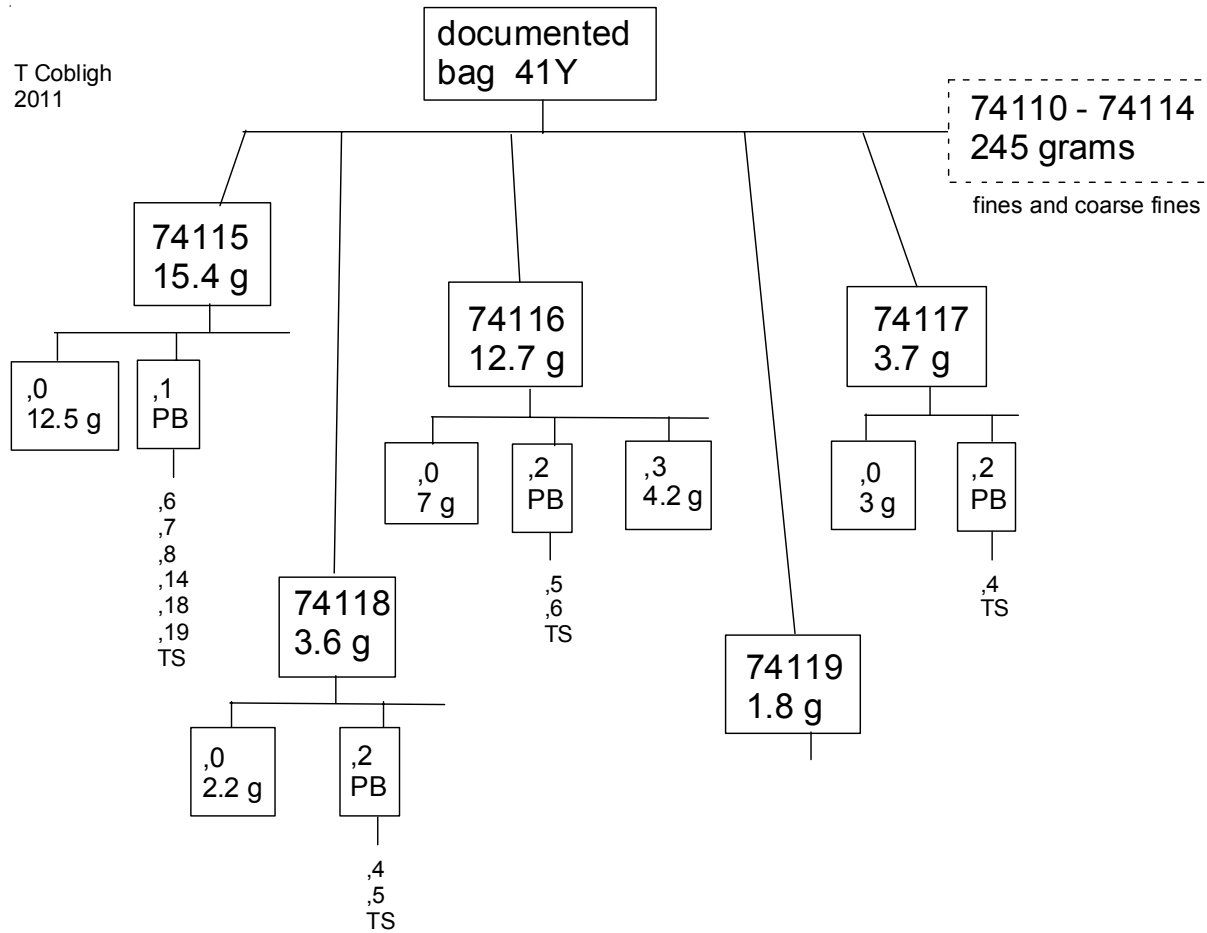 T Cobligh
2011
documented
bag 41Y
74110 - 74114
245 grams
fines and coarse fines
74115
15.4 g
,0
12.5 g
,1
PB
,6
,7
,8
,14
,18
,19
TS
74118
3.6 g
,0
2.2 g
,2
PB
,4
,5
TS
74116
12.7 g
,0
7 g
,2
PB
,3
4.2 g
,5
,6
TS
74119
1.8 g
74117
3.7 g
,0
3 g
,2
PB
,4
TS